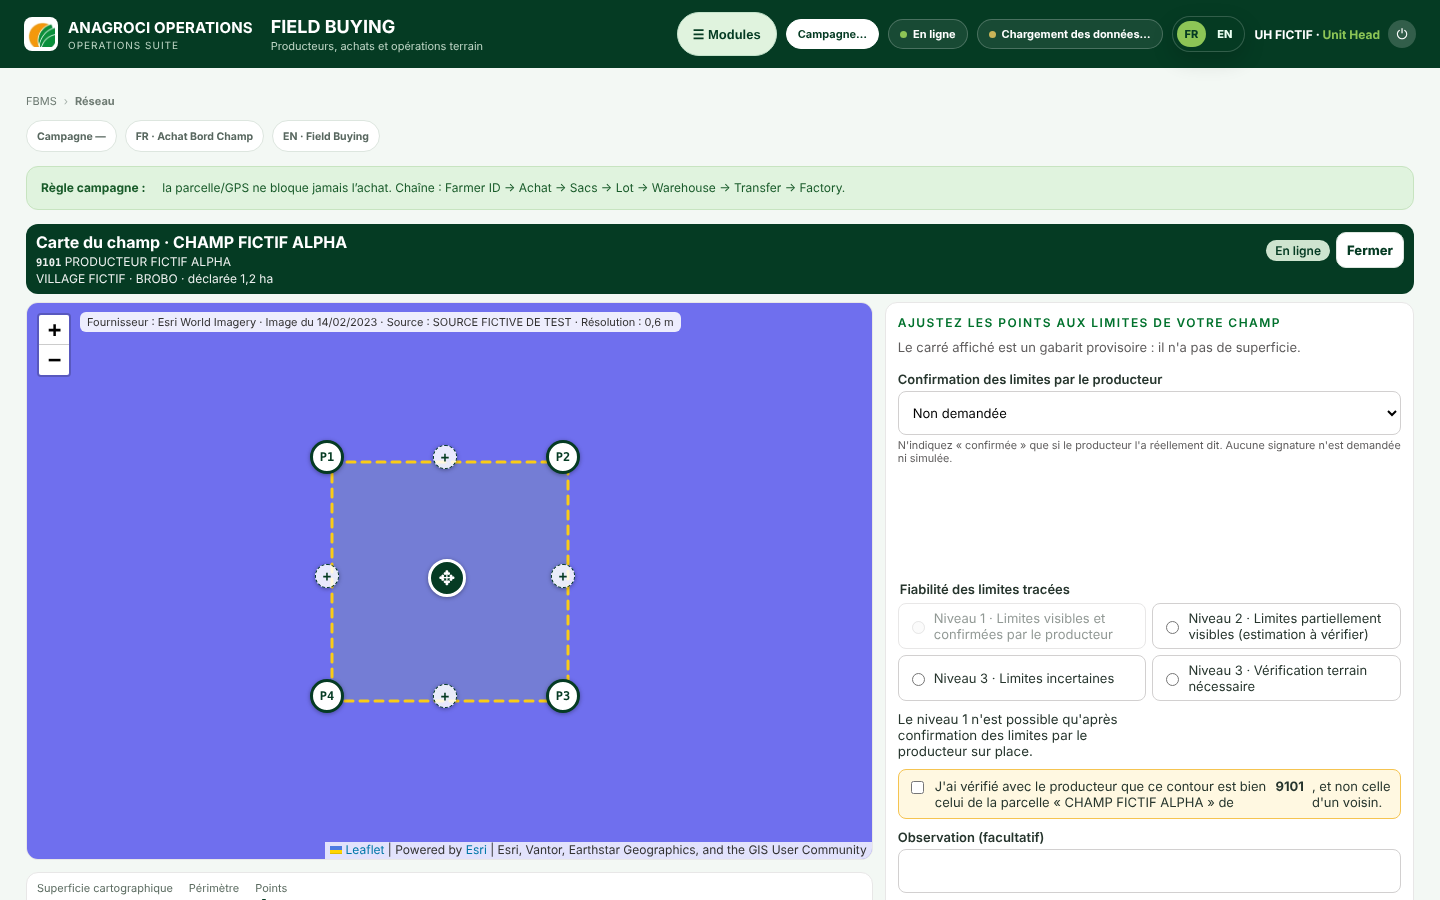 ANAGROCI OPERATIONS
OPERATIONS SUITE
FIELD BUYING
Producteurs, achats et opérations terrain
☰ Modules
Campagne...
En ligne
Chargement des données...
FR EN
UH FICTIF · Unit Head
FBMS › Réseau
Campagne —
FR · Achat Bord Champ
EN · Field Buying
Règle campagne : la parcelle/GPS ne bloque jamais l'achat. Chaîne : Farmer ID → Achat → Sacs → Lot → Warehouse → Transfer → Factory.
Carte du champ · CHAMP FICTIF ALPHA
9101 PRODUCTEUR FICTIF ALPHA
VILLAGE FICTIF · BROBO · déclarée 1,2 ha
En ligne
Fermer
+
−
Fournisseur : Esri World Imagery · Image du 14/02/2023 · Source : SOURCE FICTIVE DE TEST · Résolution : 0,6 m
P1 + P2
+ +
P4 + P3
Leaflet | Powered by Esri | Esri, Vantor, Earthstar Geographics, and the GIS User Community
Superficie cartographique Périmètre Points
AJUSTEZ LES POINTS AUX LIMITES DE VOTRE CHAMP
Le carré affiché est un gabarit provisoire : il n'a pas de superficie.
Confirmation des limites par le producteur
Non demandée
N'indiquez « confirmée » que si le producteur l'a réellement dit. Aucune signature n'est demandée
ni simulée.
Fiabilité des limites tracées
Niveau 1 · Limites visibles et
confirmées par le producteur
Niveau 2 · Limites partiellement
visibles (estimation à vérifier)
Niveau 3 · Limites incertaines
Niveau 3 · Vérification terrain
nécessaire
Le niveau 1 n'est possible qu'après
confirmation des limites par le
producteur sur place.
J'ai vérifié avec le producteur que ce contour est bien 9101 , et non celle
celui de la parcelle « CHAMP FICTIF ALPHA » de d'un voisin.
Observation (facultatif)